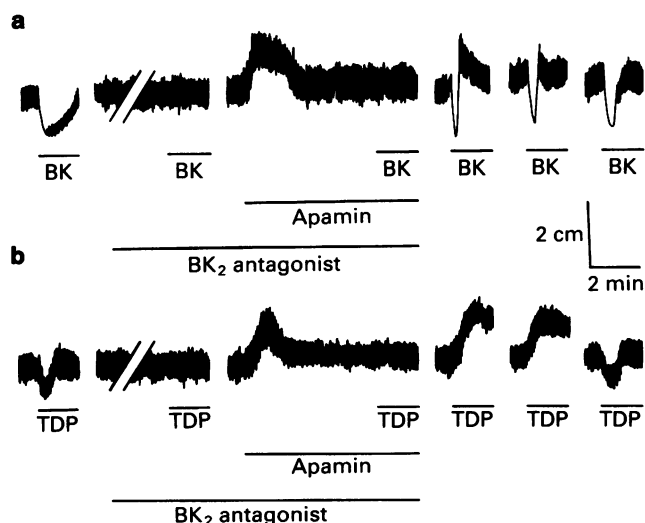 a
BK BK BK BK BK BK
Apamin
BK₂ antagonist
2 cm
2 min
b
TDP TDP TDP TDP TDP TDP
Apamin
BK₂ antagonist